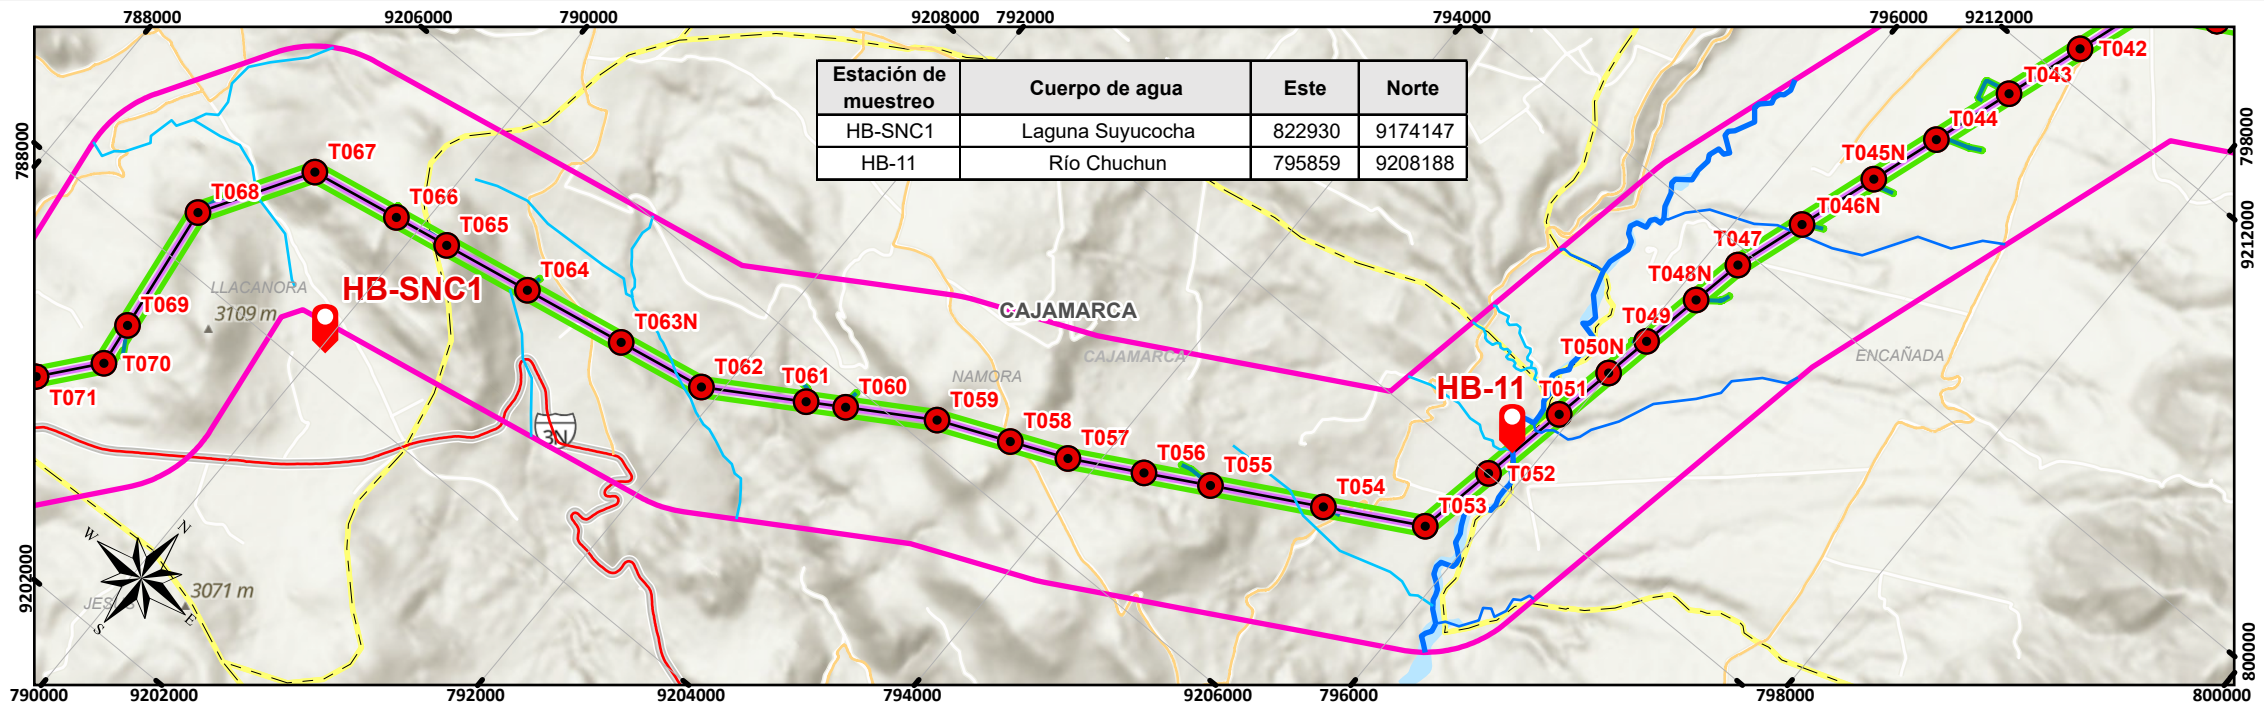 788000 9206000 790000 9208000 792000 794000 796000 9212000
Estación de muestreo Cuerpo de agua Este Norte
HB-SNC1 Laguna Suyucocha 822930 9174147
HB-11 Río Chuchun 795859 9208188
T042
T043
T044
T045N
T046N
T047
T048N
T049
T050N
T051
T052
T053
T054
T055
T056
T057
T058
T059
T060
T061
T062
T063N
T064
T065
T066
T067
T068
T069
T070
T071
HB-SNC1
HB-11
LLACANORA
3109 m
CAJAMARCA
CAJAMARCA
NAMORA
ENCAÑADA
3N
3071 m
N
W
E
S
788000
9202000
798000
9212000
800000
790000 9202000 792000 9204000 794000 9206000 796000 798000 800000